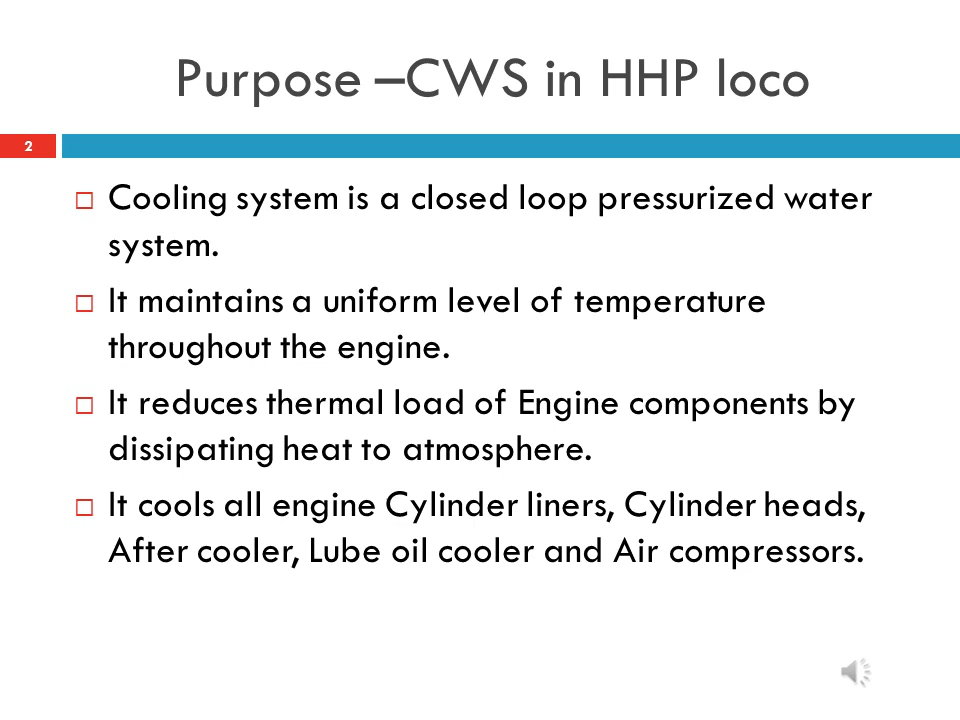 Purpose –CWS in HHP loco
2
Cooling system is a closed loop pressurized water
system.
It maintains a uniform level of temperature
throughout the engine.
It reduces thermal load of Engine components by
dissipating heat to atmosphere.
It cools all engine Cylinder liners, Cylinder heads,
After cooler, Lube oil cooler and Air compressors.